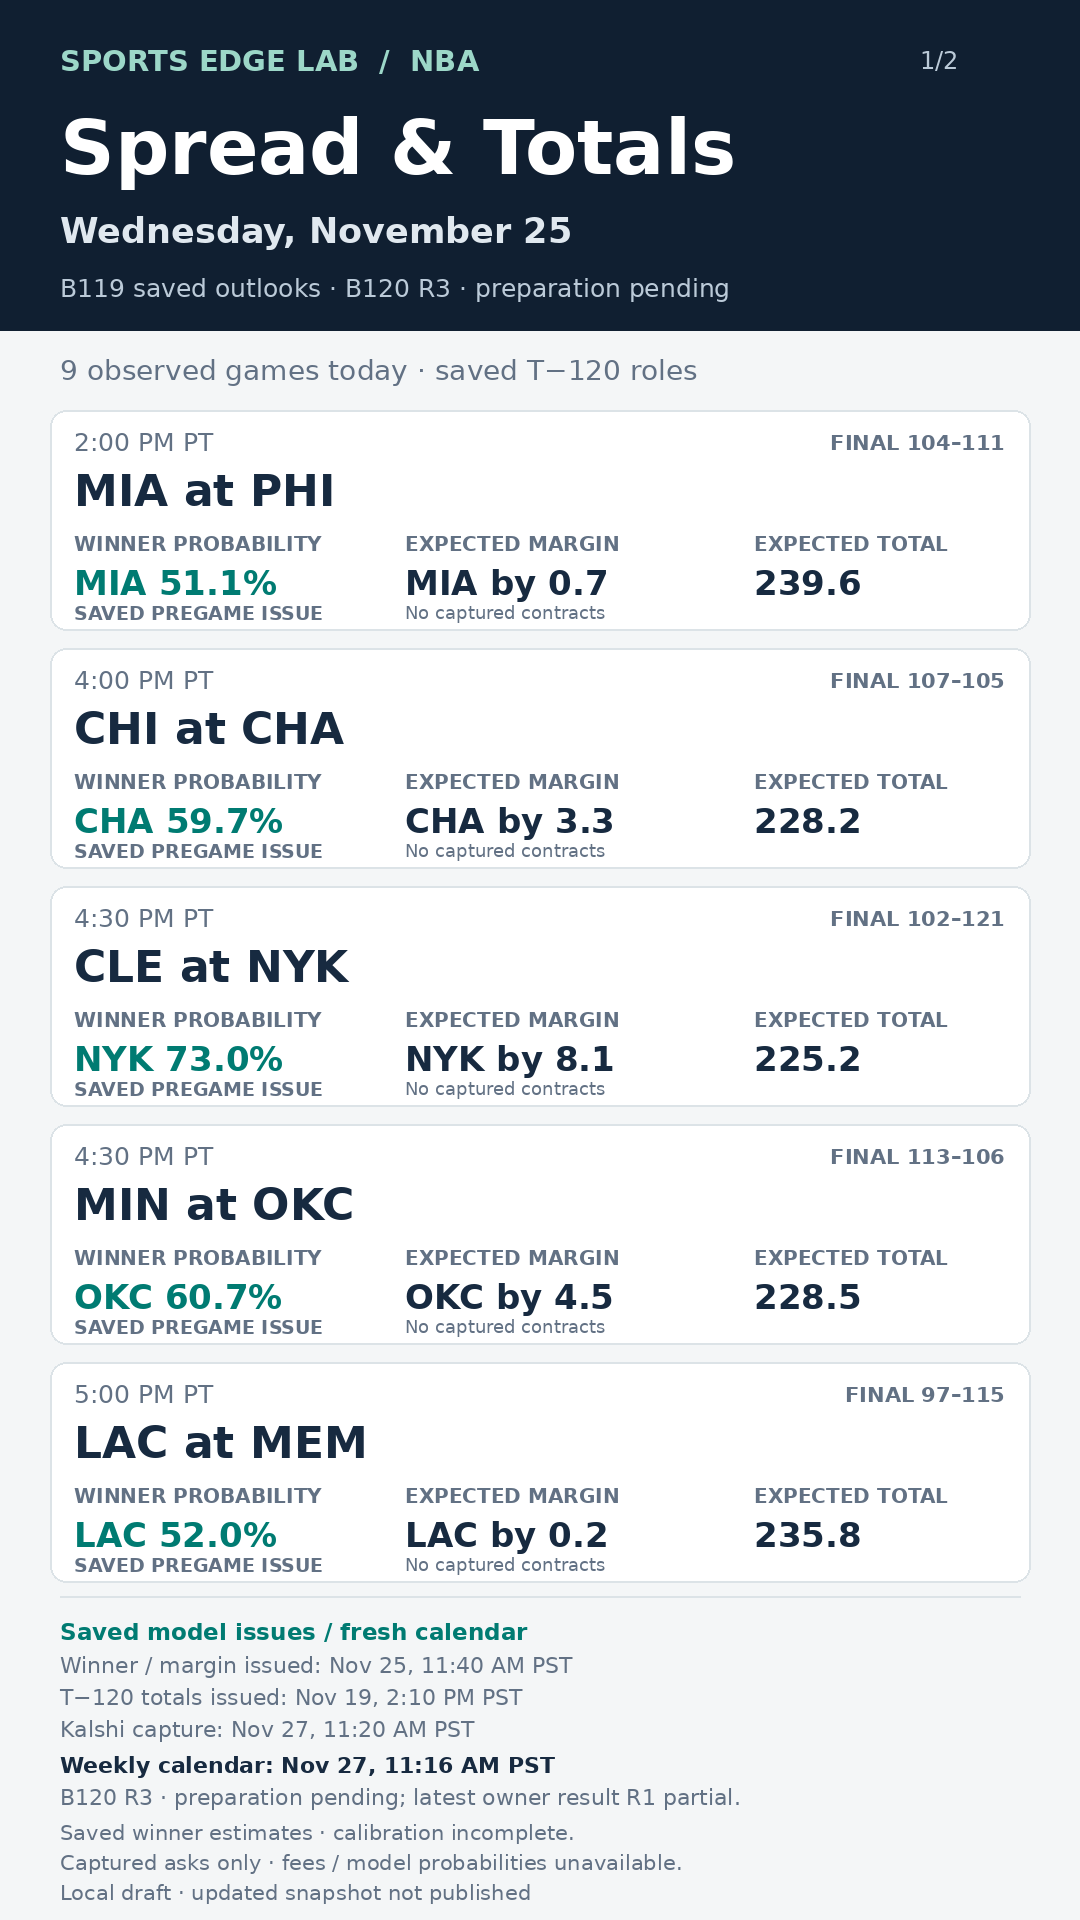 SPORTS EDGE LAB / NBA 1/2
Spread & Totals
Wednesday, November 25
B119 saved outlooks · B120 R3 · preparation pending
9 observed games today · saved T−120 roles
2:00 PM PT FINAL 104–111
MIA at PHI
WINNER PROBABILITY EXPECTED MARGIN EXPECTED TOTAL
MIA 51.1% MIA by 0.7 239.6
SAVED PREGAME ISSUE No captured contracts
4:00 PM PT FINAL 107–105
CHI at CHA
WINNER PROBABILITY EXPECTED MARGIN EXPECTED TOTAL
CHA 59.7% CHA by 3.3 228.2
SAVED PREGAME ISSUE No captured contracts
4:30 PM PT FINAL 102–121
CLE at NYK
WINNER PROBABILITY EXPECTED MARGIN EXPECTED TOTAL
NYK 73.0% NYK by 8.1 225.2
SAVED PREGAME ISSUE No captured contracts
4:30 PM PT FINAL 113–106
MIN at OKC
WINNER PROBABILITY EXPECTED MARGIN EXPECTED TOTAL
OKC 60.7% OKC by 4.5 228.5
SAVED PREGAME ISSUE No captured contracts
5:00 PM PT FINAL 97–115
LAC at MEM
WINNER PROBABILITY EXPECTED MARGIN EXPECTED TOTAL
LAC 52.0% LAC by 0.2 235.8
SAVED PREGAME ISSUE No captured contracts
Saved model issues / fresh calendar
Winner / margin issued: Nov 25, 11:40 AM PST
T−120 totals issued: Nov 19, 2:10 PM PST
Kalshi capture: Nov 27, 11:20 AM PST
Weekly calendar: Nov 27, 11:16 AM PST
B120 R3 · preparation pending; latest owner result R1 partial.
Saved winner estimates · calibration incomplete.
Captured asks only · fees / model probabilities unavailable.
Local draft · updated snapshot not published